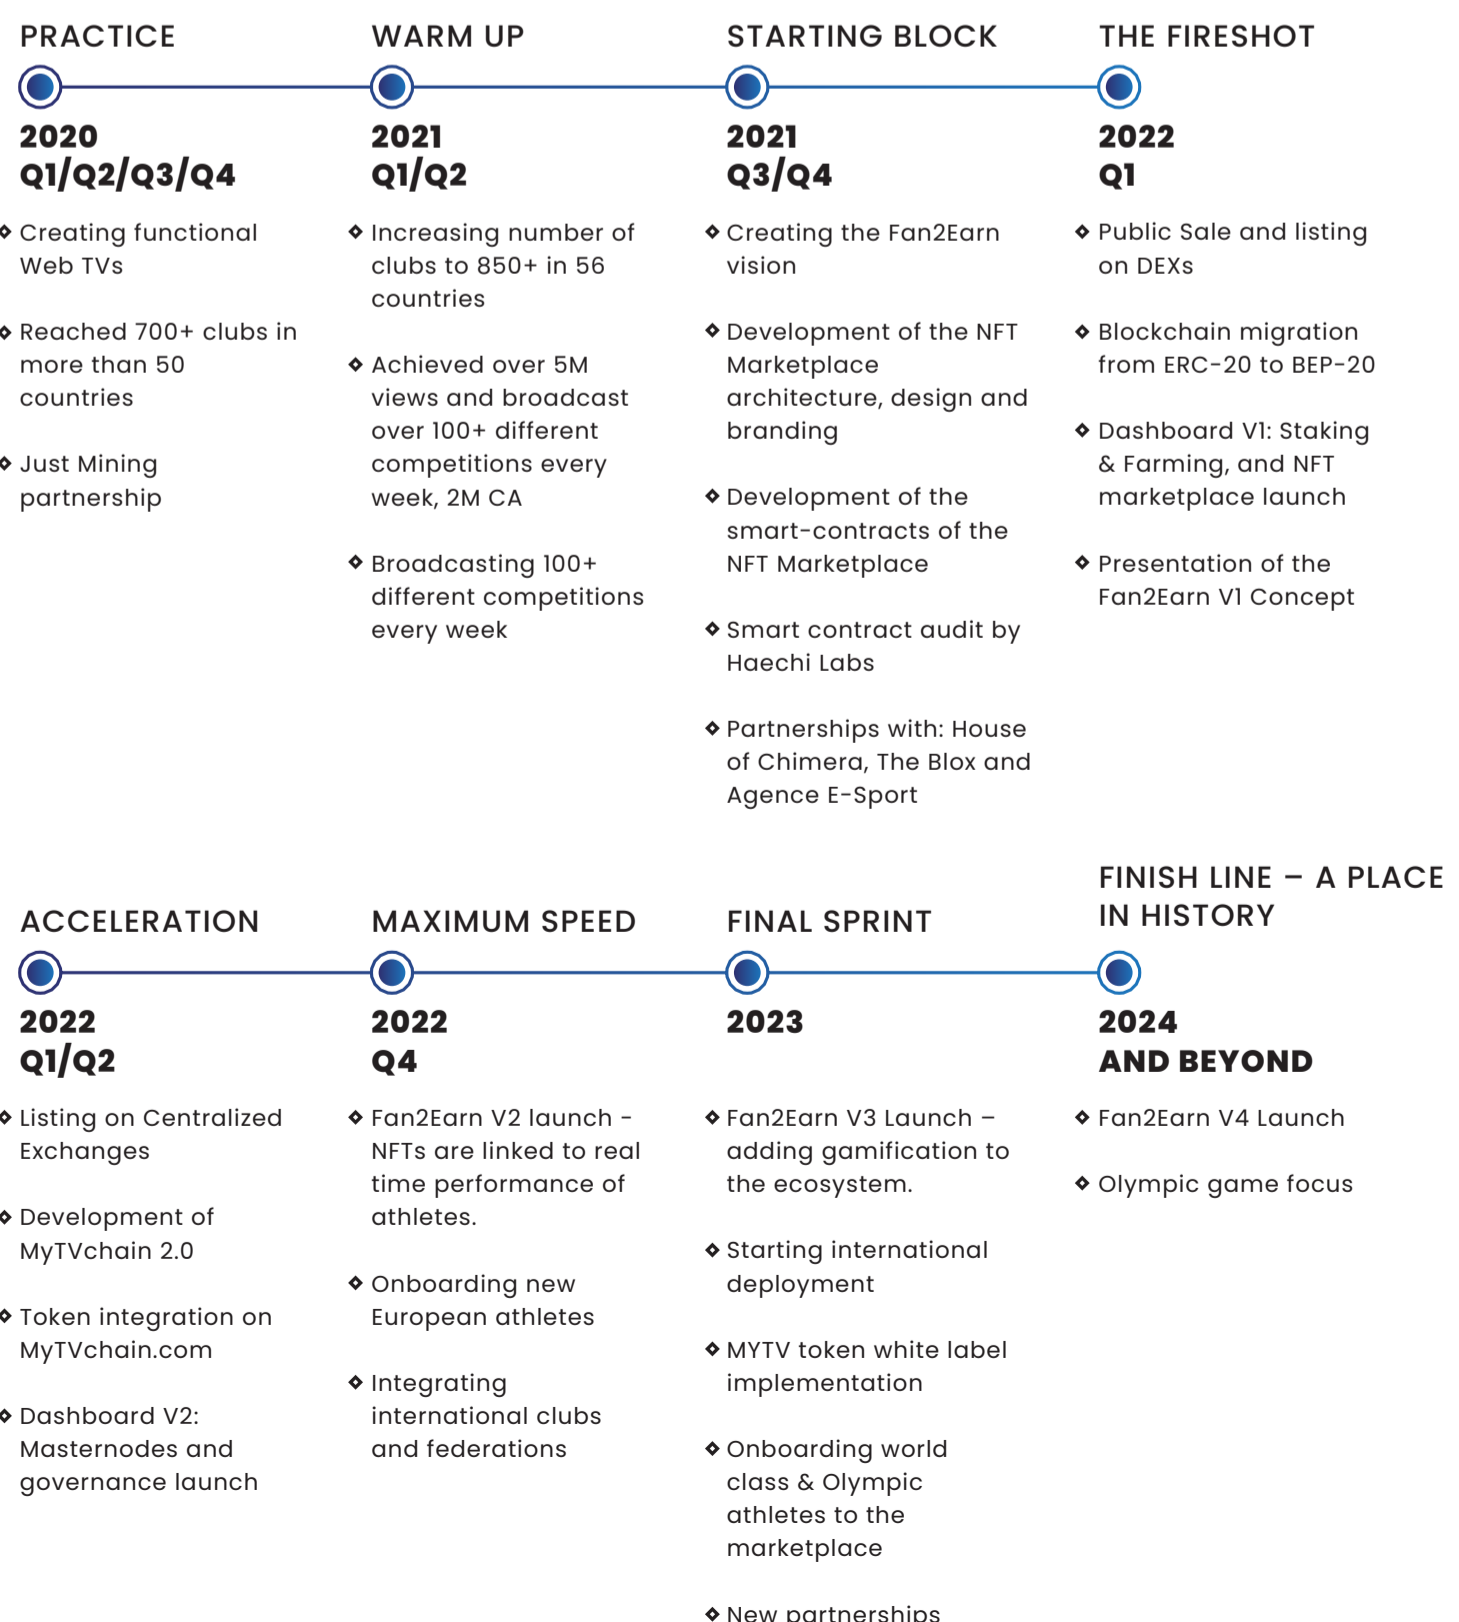 PRACTICE
2020
Q1/Q2/Q3/Q4
Creating functional
Web TVs
Reached 700+ clubs in
more than 50
countries
Just Mining
partnership
WARM UP
2021
Q1/Q2
Increasing number of
clubs to 850+ in 56
countries
Achieved over 5M
views and broadcast
over 100+ different
competitions every
week, 2M CA
Broadcasting 100+
different competitions
every week
STARTING BLOCK
2021
Q3/Q4
Creating the Fan2Earn
vision
Development of the NFT
Marketplace
architecture, design and
branding
Development of the
smart-contracts of the
NFT Marketplace
Smart contract audit by
Haechi Labs
Partnerships with: House
of Chimera, The Blox and
Agence E-Sport
THE FIRESHOT
2022
Q1
Public Sale and listing
on DEXs
Blockchain migration
from ERC-20 to BEP-20
Dashboard V1: Staking
& Farming, and NFT
marketplace launch
Presentation of the
Fan2Earn V1 Concept
ACCELERATION
2022
Q1/Q2
Listing on Centralized
Exchanges
Development of
MyTVchain 2.0
Token integration on
MyTVchain.com
Dashboard V2:
Masternodes and
governance launch
MAXIMUM SPEED
2022
Q4
Fan2Earn V2 launch -
NFTs are linked to real
time performance of
athletes.
Onboarding new
European athletes
Integrating
international clubs
and federations
FINAL SPRINT
2023
Fan2Earn V3 Launch –
adding gamification to
the ecosystem.
Starting international
deployment
MYTV token white label
implementation
Onboarding world
class & Olympic
athletes to the
marketplace
New partnerships
FINISH LINE – A PLACE
IN HISTORY
2024
AND BEYOND
Fan2Earn V4 Launch
Olympic game focus